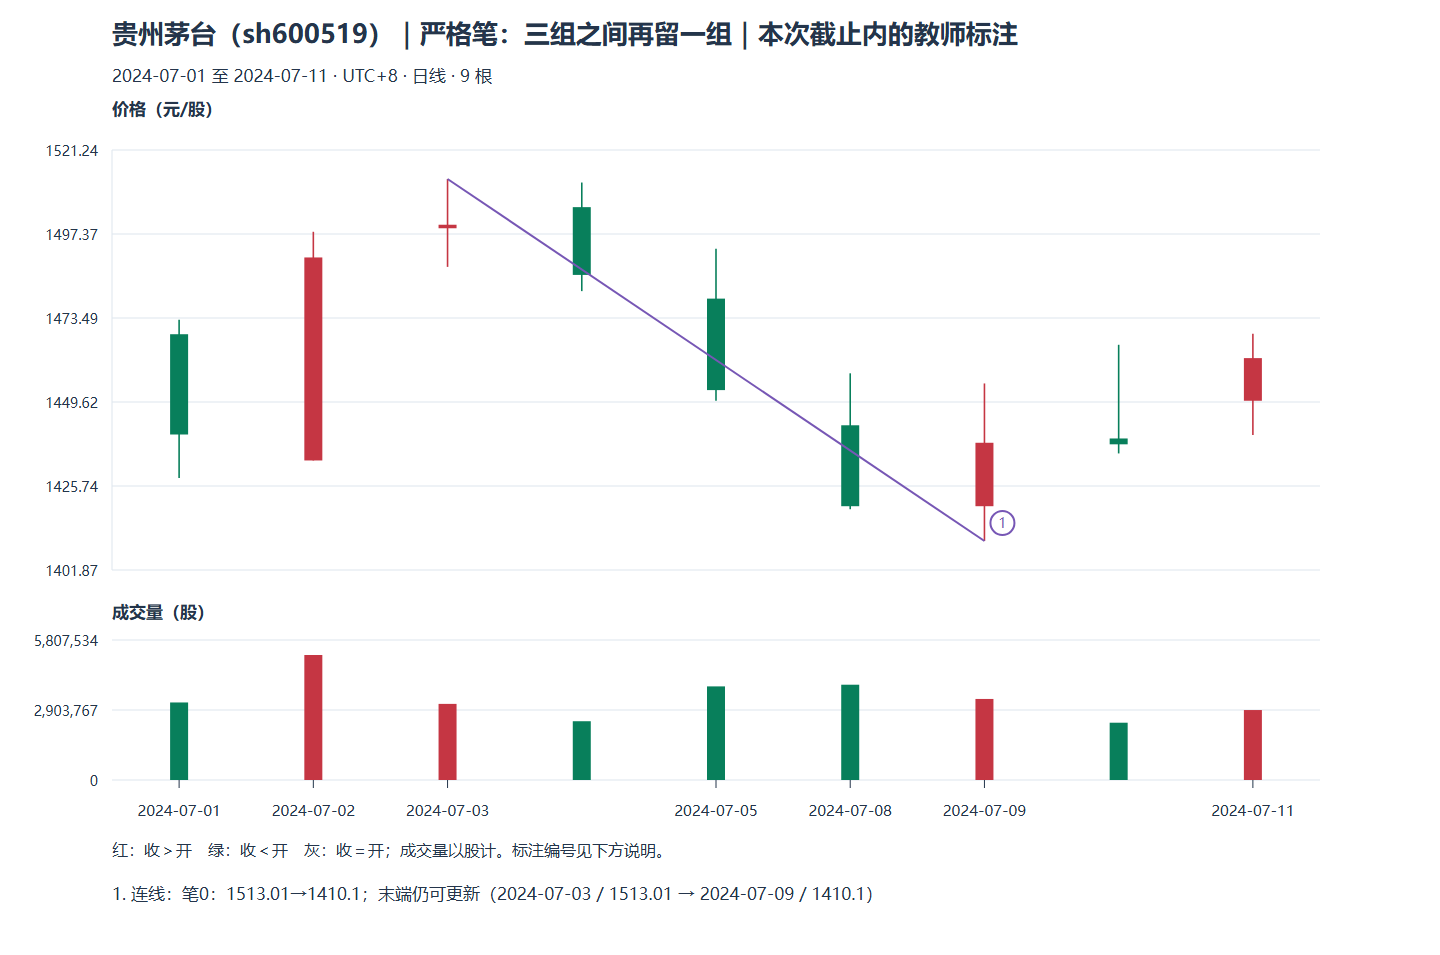 贵州茅台（sh600519）｜严格笔：三组之间再留一组｜本次截止内的教师标注
2024-07-01 至 2024-07-11 · UTC+8 · 日线 · 9 根
价格（元/股）
1521.24
1497.37
1473.49
1449.62
1425.74
1401.87
1
成交量（股）
5,807,534
2,903,767
0
2024-07-01 2024-07-02 2024-07-03 2024-07-05 2024-07-08 2024-07-09 2024-07-11
红：收 > 开　绿：收 < 开　灰：收 = 开；成交量以股计。标注编号见下方说明。
1. 连线：笔0：1513.01→1410.1；末端仍可更新（2024-07-03 / 1513.01 → 2024-07-09 / 1410.1）